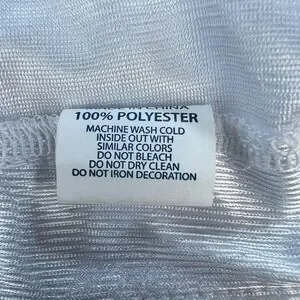 MADE IN CHINA
100% POLYESTER
MACHINE WASH COLD
INSIDE OUT WITH
SIMILAR COLORS
DO NOT BLEACH
DO NOT DRY CLEAN
DO NOT IRON DECORATION